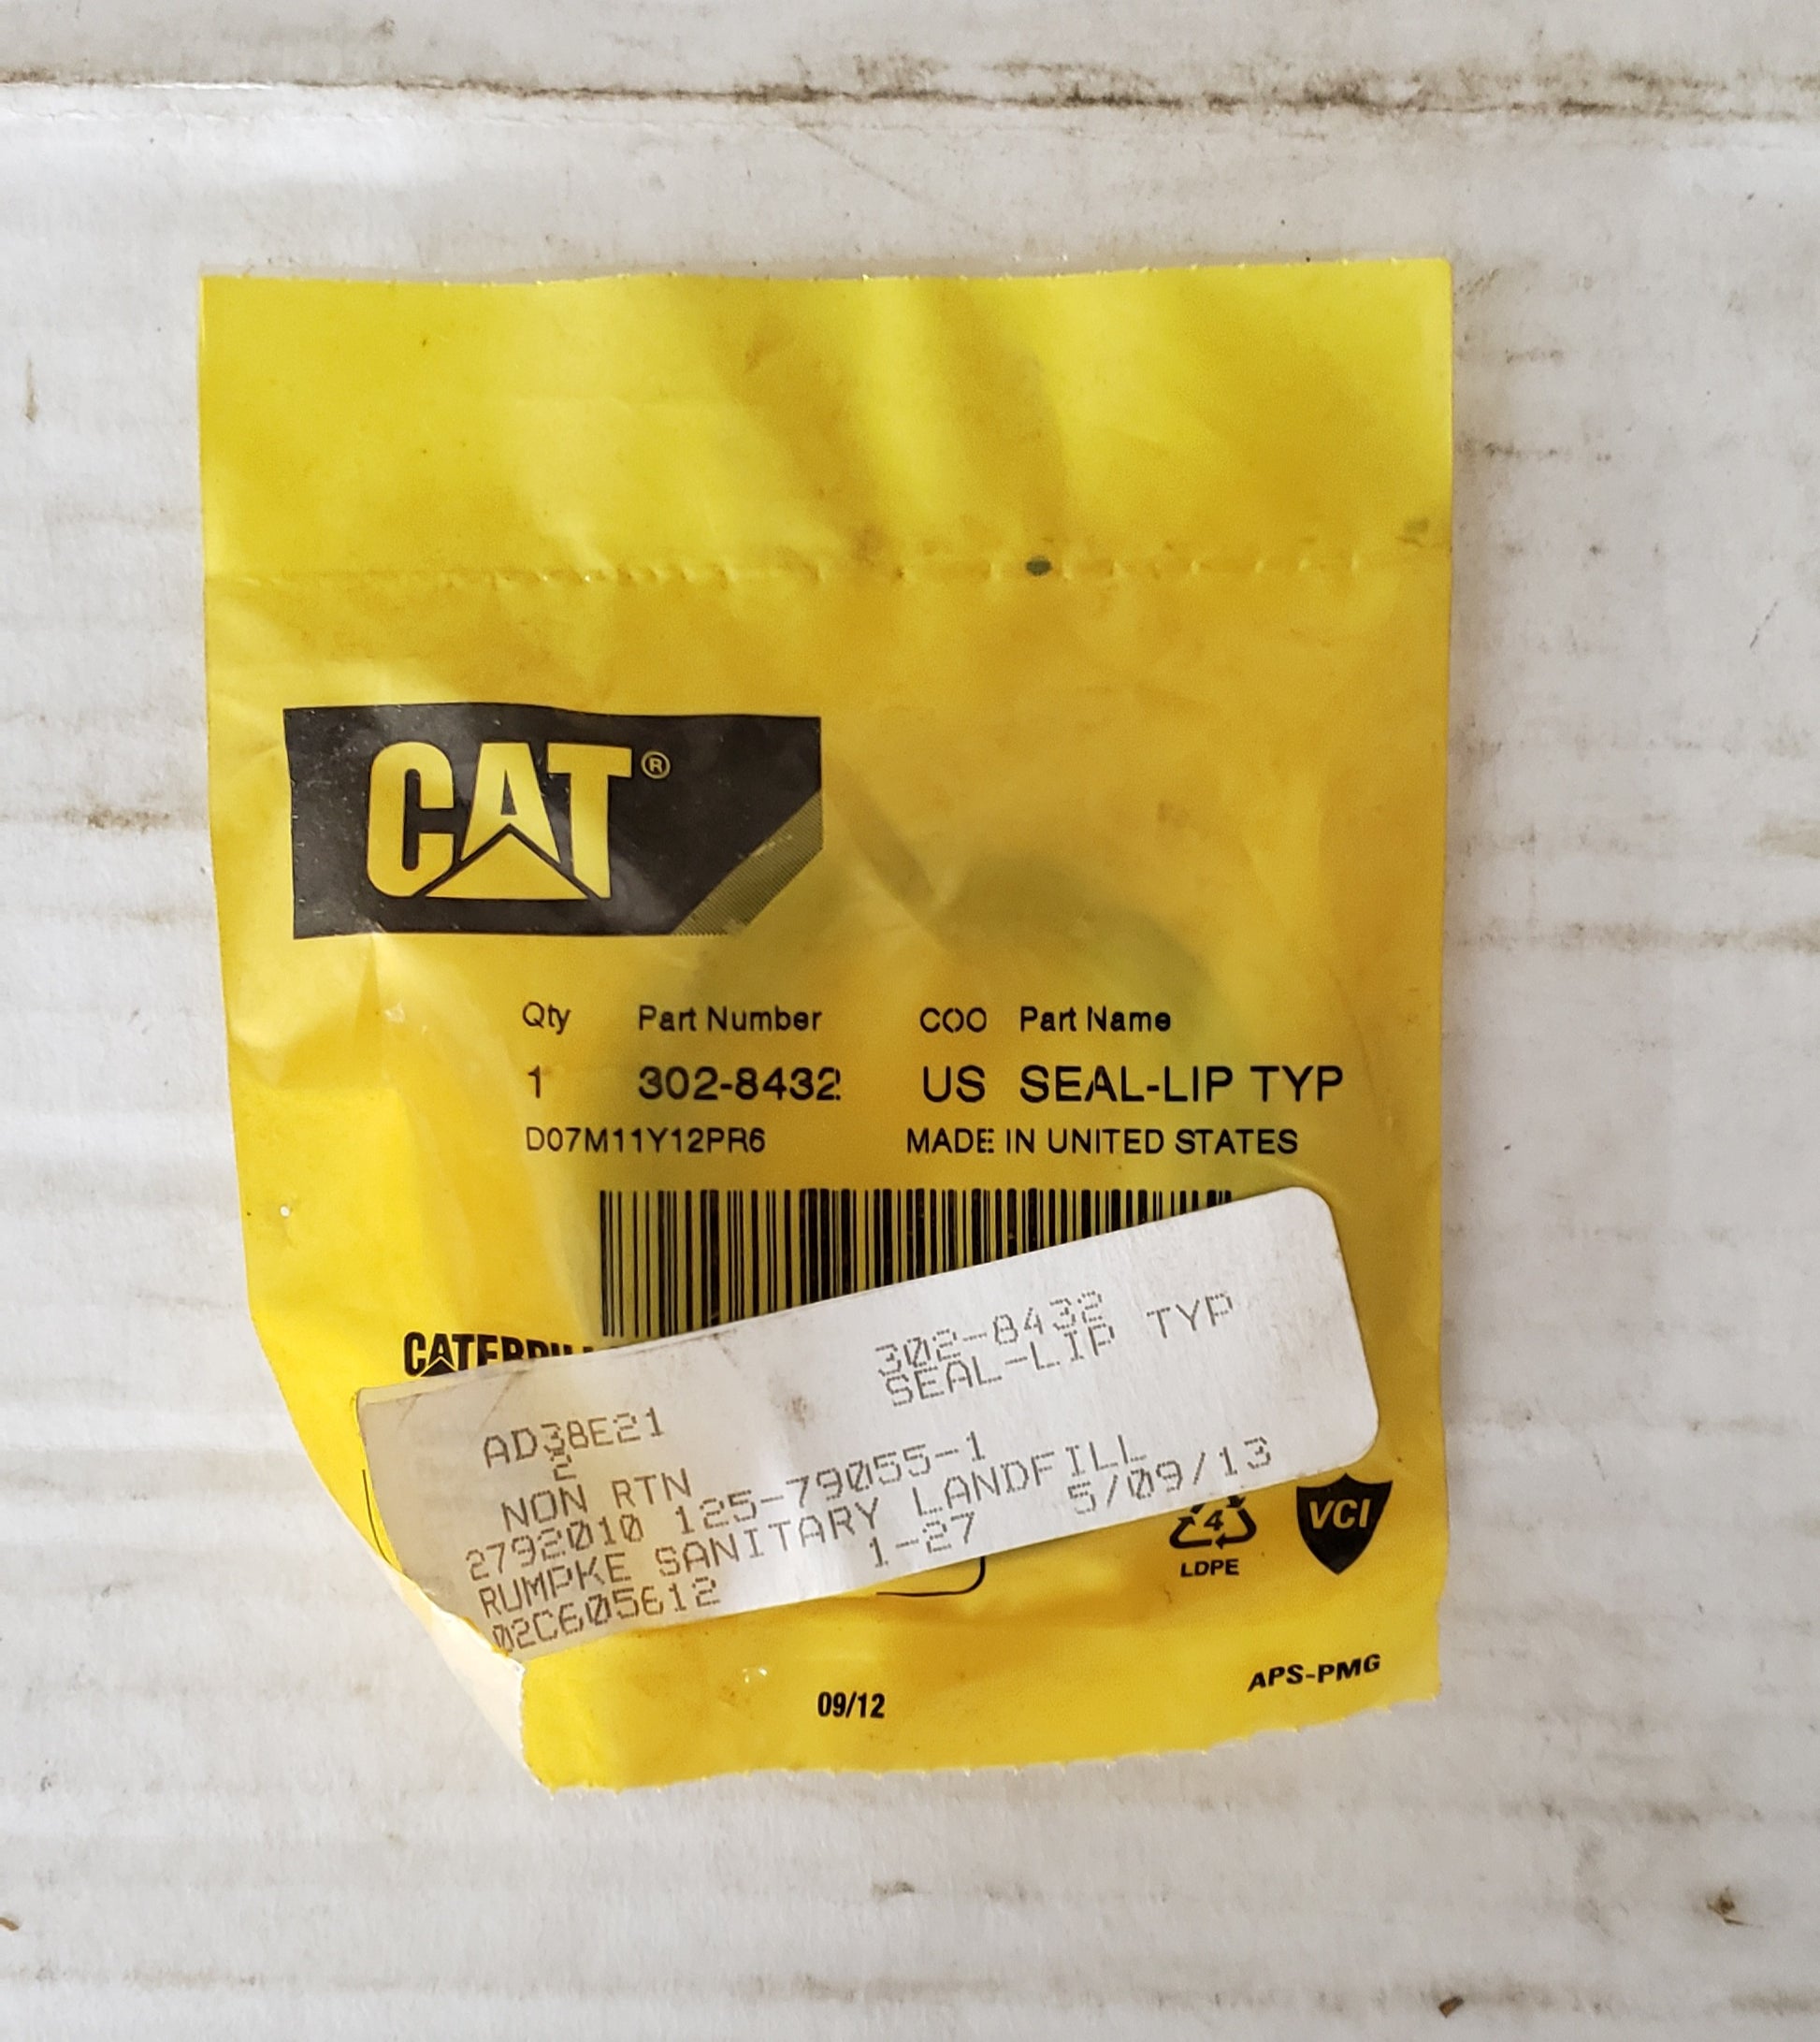 CAT®
Qty Part Number COO Part Name
1 302-8432 US SEAL-LIP TYP
D07M11Y12PR6 MADE IN UNITED STATES
302-8432
SEAL-LIP TYP
AD38E21
2
NON RTN
2792010 125-79055-1
RUMPKE SANITARY LANDFILL
02C605612 1-27 5/09/13
4
LDPE
VCI
09/12
APS-PMG